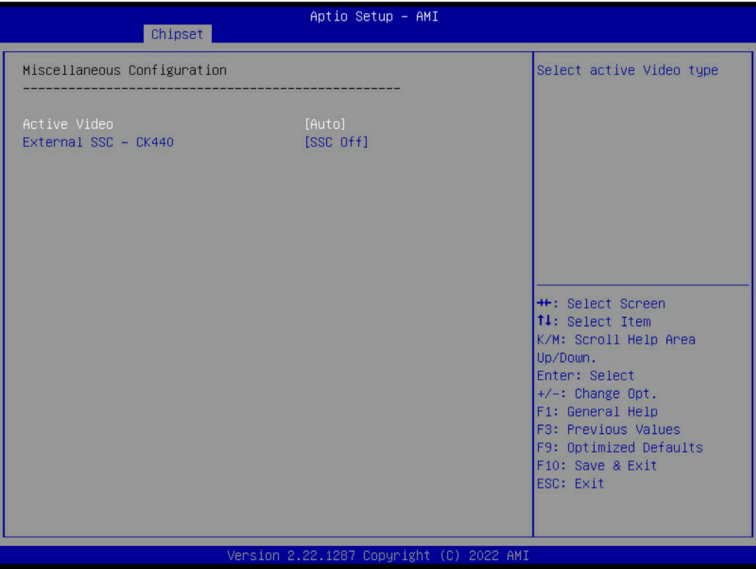 Aptio Setup – AMI
Chipset
Miscellaneous Configuration
--------------------------------------------------
Active Video [Auto]
External SSC – CK440 [SSC Off]
Select active Video type
→←: Select Screen
↑↓: Select Item
K/M: Scroll Help Area
Up/Down.
Enter: Select
+/-: Change Opt.
F1: General Help
F3: Previous Values
F9: Optimized Defaults
F10: Save & Exit
ESC: Exit
Version 2.22.1287 Copyright (C) 2022 AMI